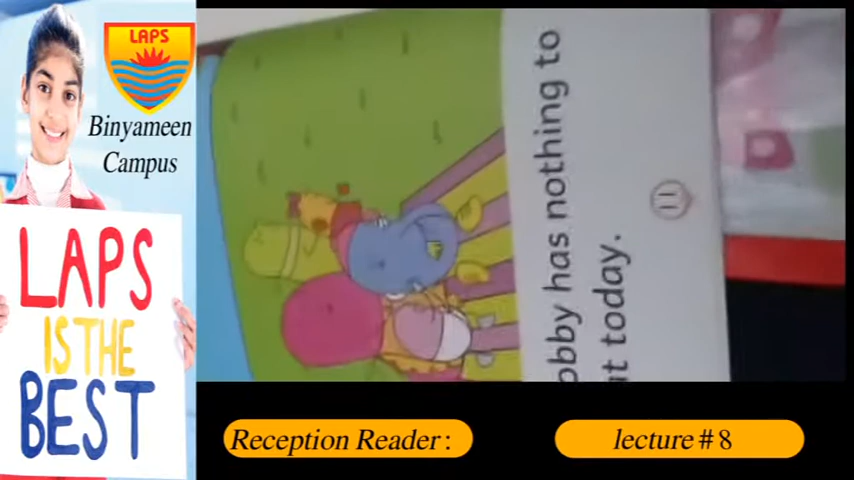 LAPS
Binyameen
Campus
LAPS
IS THE
BEST
obby has nothing to
t today.
11
Reception Reader :
lecture # 8